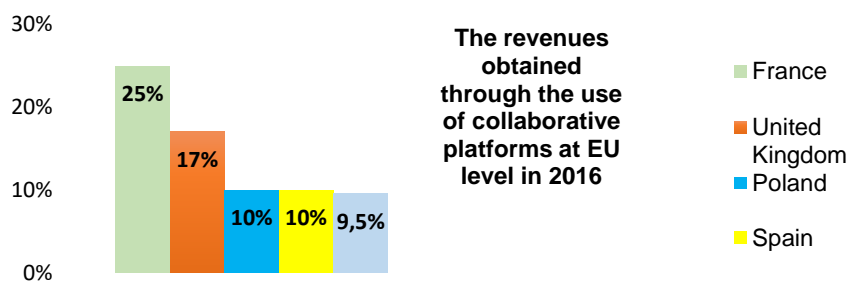 30%
20%
10%
0%
25%
17%
10%
10%
9,5%
The revenues
obtained
through the use
of collaborative
platforms at EU
level in 2016
France
United
Kingdom
Poland
Spain